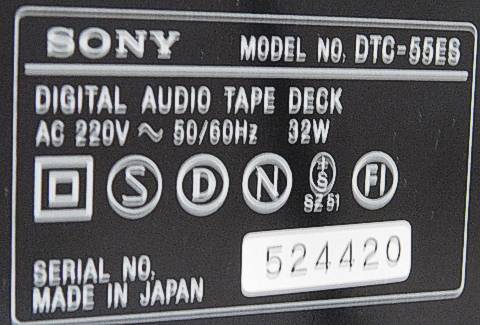 SONY MODEL NO. DTC-55ES
DIGITAL AUDIO TAPE DECK
AC 220V ~ 50/60Hz 32W
S D N S FI
SZ 51
SERIAL NO. 524420
MADE IN JAPAN